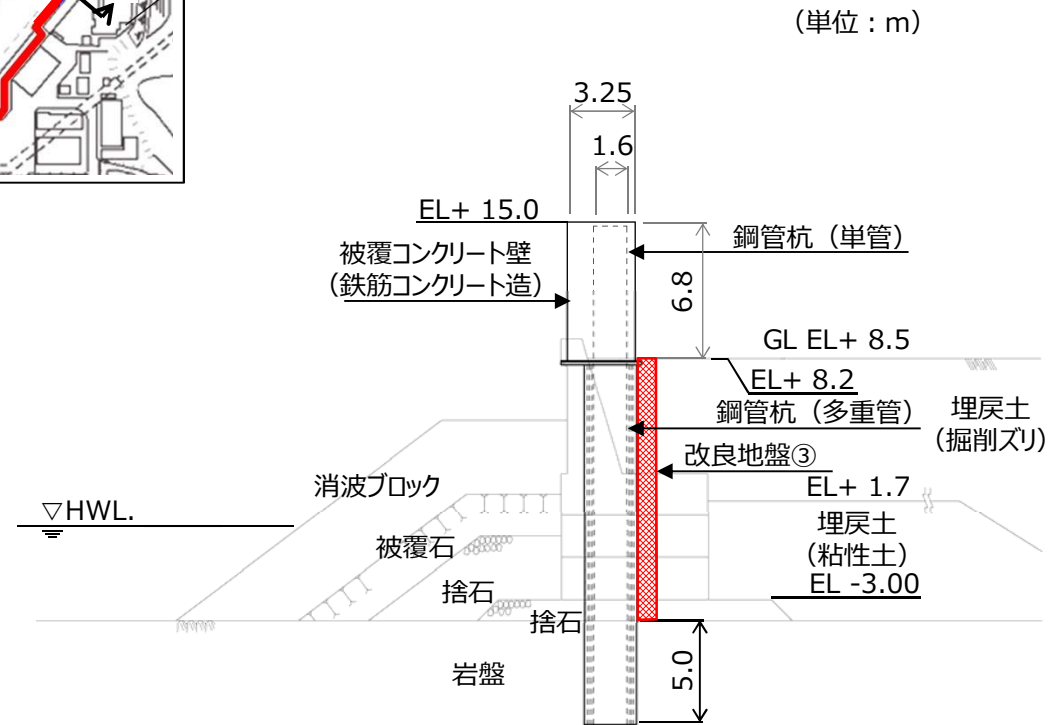 （単位：m）
3.25
1.6
EL+ 15.0
鋼管杭（単管）
被覆コンクリート壁
（鉄筋コンクリート造）
6.8
GL EL+ 8.5
EL+ 8.2
鋼管杭（多重管）
埋戻土
（掘削ズリ）
改良地盤③
消波ブロック
EL+ 1.7
▽HWL.
埋戻土
（粘性土）
被覆石
EL -3.00
捨石
捨石
岩盤
5.0